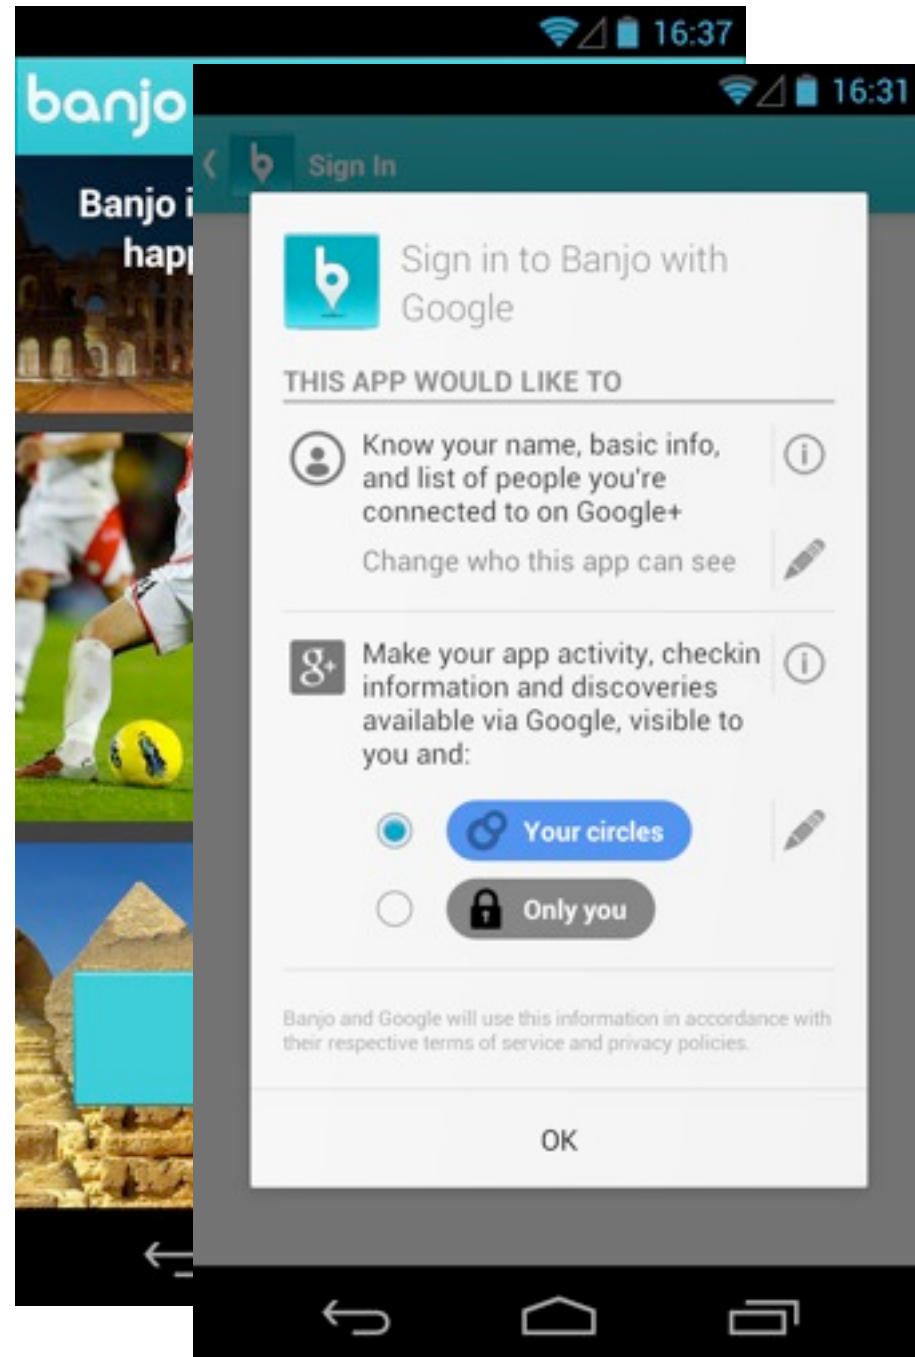 16:37
banjo
Banjo i
hap
16:31
Sign In
Sign in to Banjo with
Google
THIS APP WOULD LIKE TO
Know your name, basic info,
and list of people you're
connected to on Google+
Change who this app can see
g+
Make your app activity, checkin
information and discoveries
available via Google, visible to
you and:
Your circles
Only you
Banjo and Google will use this information in accordance with
their respective terms of service and privacy policies.
OK